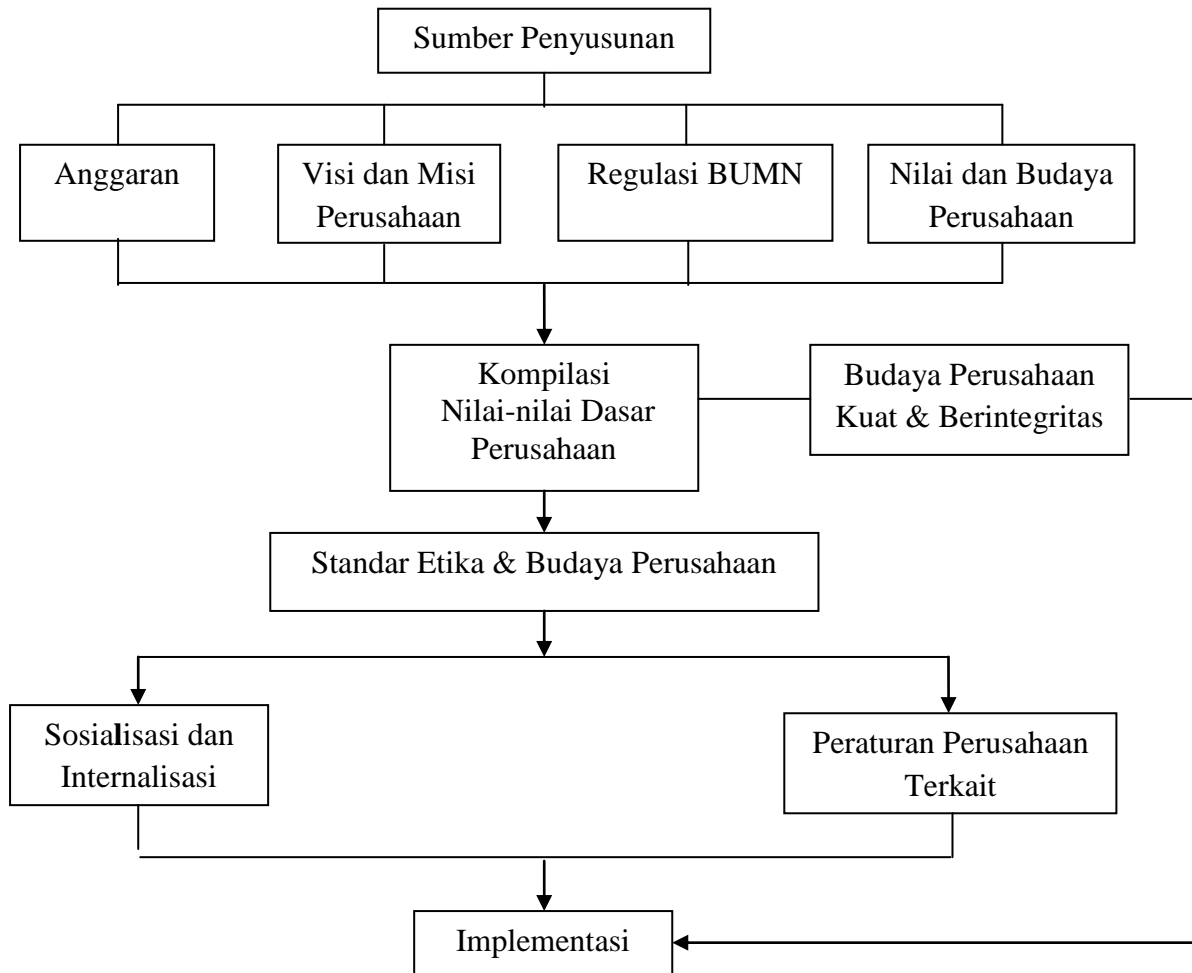 Sumber Penyusunan
Anggaran
Visi dan Misi
Perusahaan
Regulasi BUMN
Nilai dan Budaya
Perusahaan
Kompilasi
Nilai-nilai Dasar
Perusahaan
Budaya Perusahaan
Kuat & Berintegritas
Standar Etika & Budaya Perusahaan
Sosialisasi dan
Internalisasi
Peraturan Perusahaan
Terkait
Implementasi